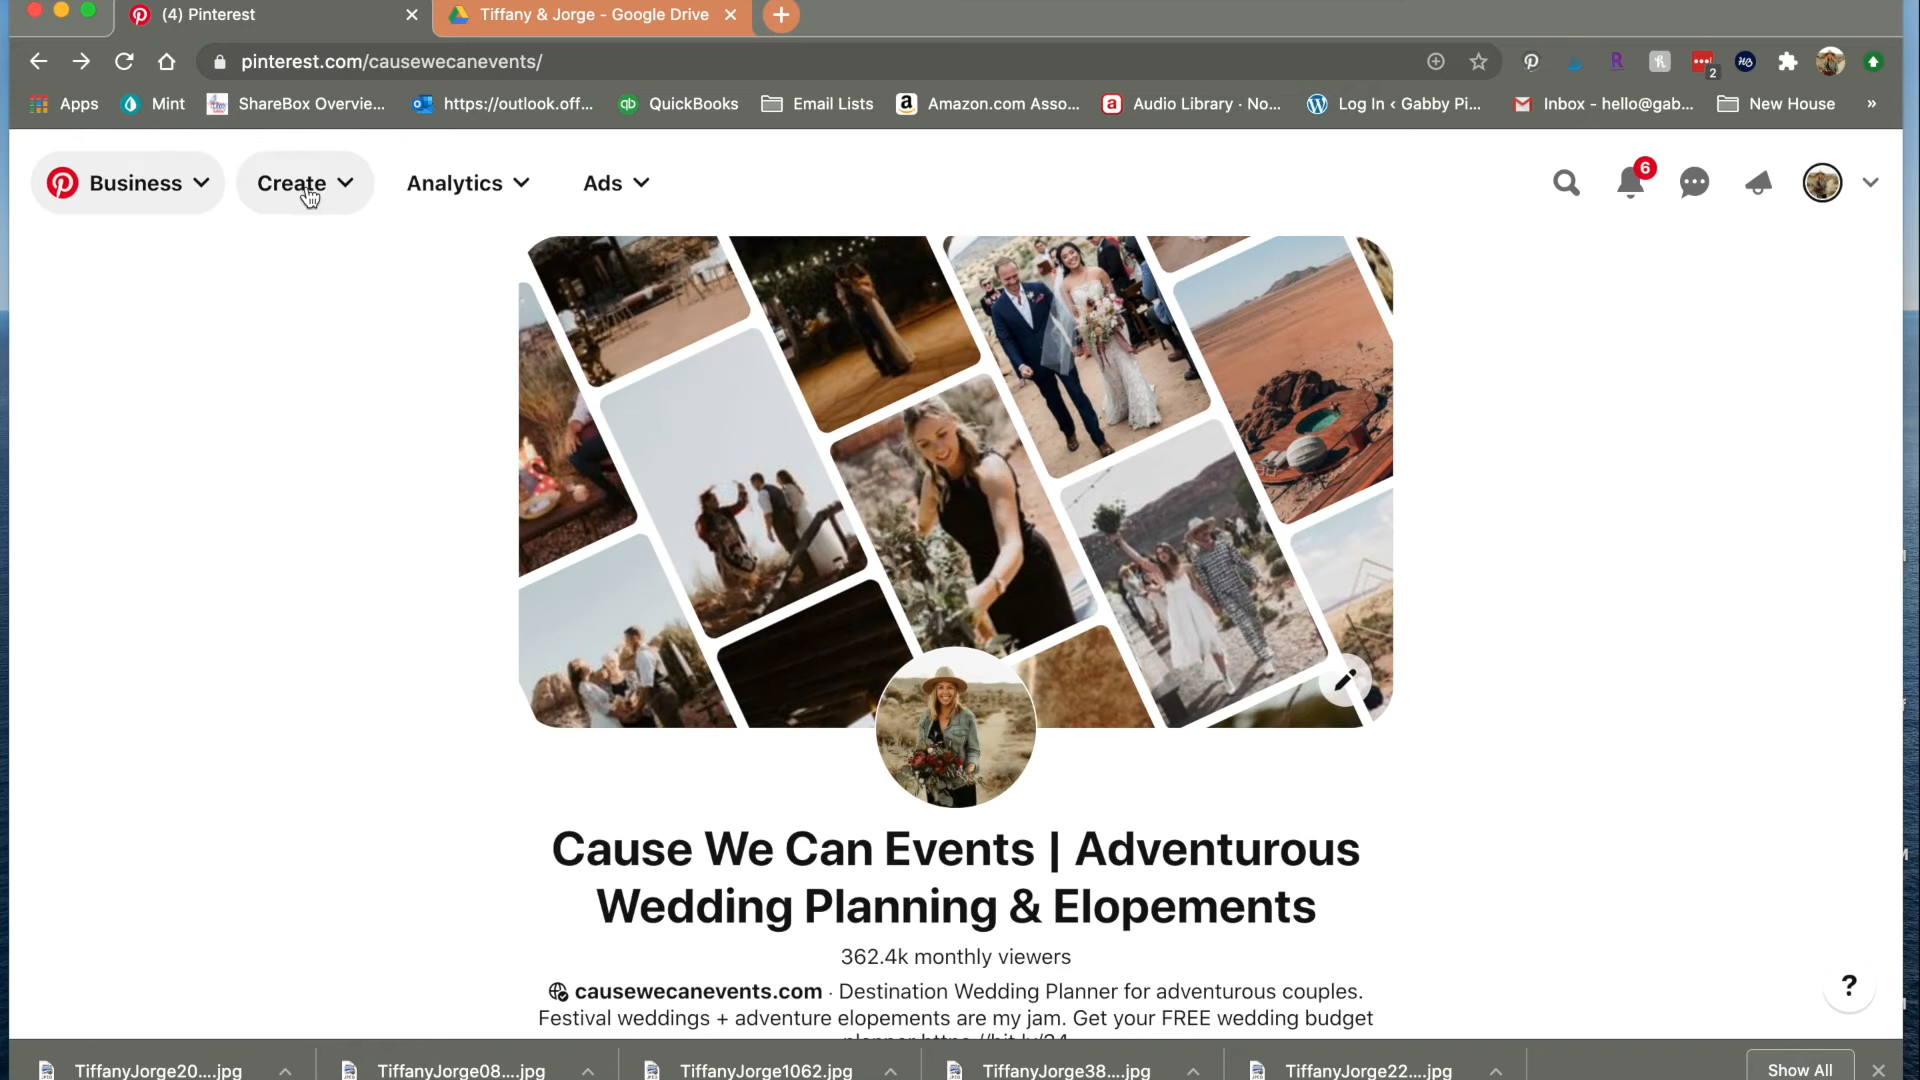 (4) Pinterest
Tiffany & Jorge - Google Drive
pinterest.com/causewecanevents/
2
Apps
Mint
ShareBox Overvie...
https://outlook.off...
QuickBooks
Email Lists
Amazon.com Asso...
Audio Library · No...
Log In ‹ Gabby Pi...
Inbox - hello@gab...
New House
»
Business
Create
Analytics
Ads
6
Cause We Can Events | Adventurous
Wedding Planning & Elopements
362.4k monthly viewers
causewecanevents.com · Destination Wedding Planner for adventurous couples.
Festival weddings + adventure elopements are my jam. Get your FREE wedding budget
?
TiffanyJorge20....jpg
TiffanyJorge08....jpg
TiffanyJorge1062.jpg
TiffanyJorge38....jpg
TiffanyJorge22....jpg
Show All